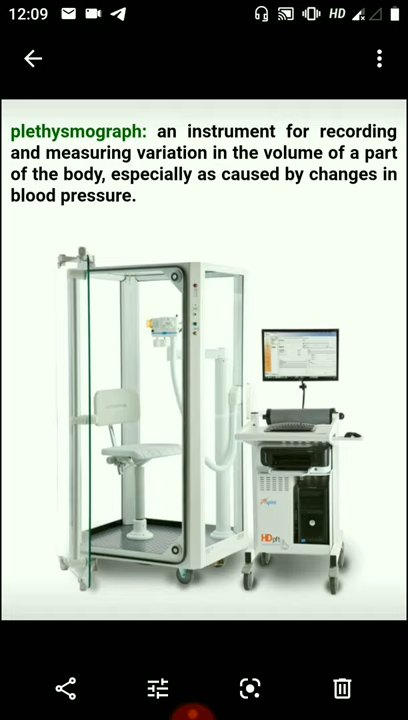 12:09
HD
plethysmograph: an instrument for recording
and measuring variation in the volume of a part
of the body, especially as caused by changes in
blood pressure.
HDpft